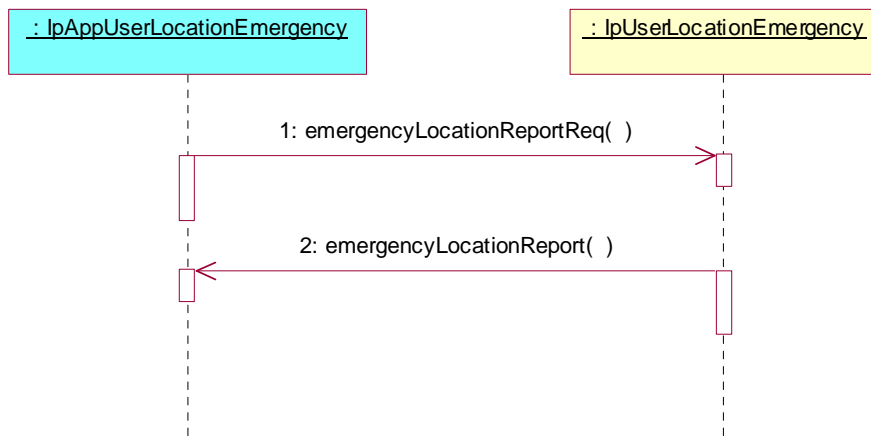 : IpAppUserLocationEmergency
: IpUserLocationEmergency
1: emergencyLocationReportReq( )
2: emergencyLocationReport( )